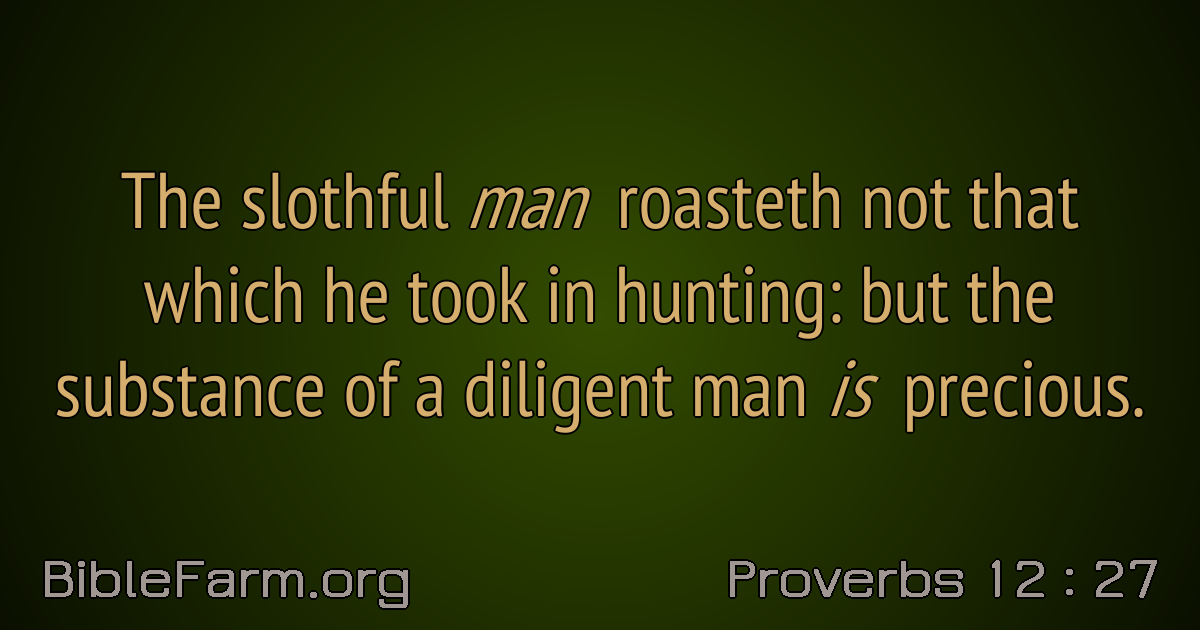 The slothful man roasteth not that
which he took in hunting: but the
substance of a diligent man is precious.
BibleFarm.org
Proverbs 12 : 27